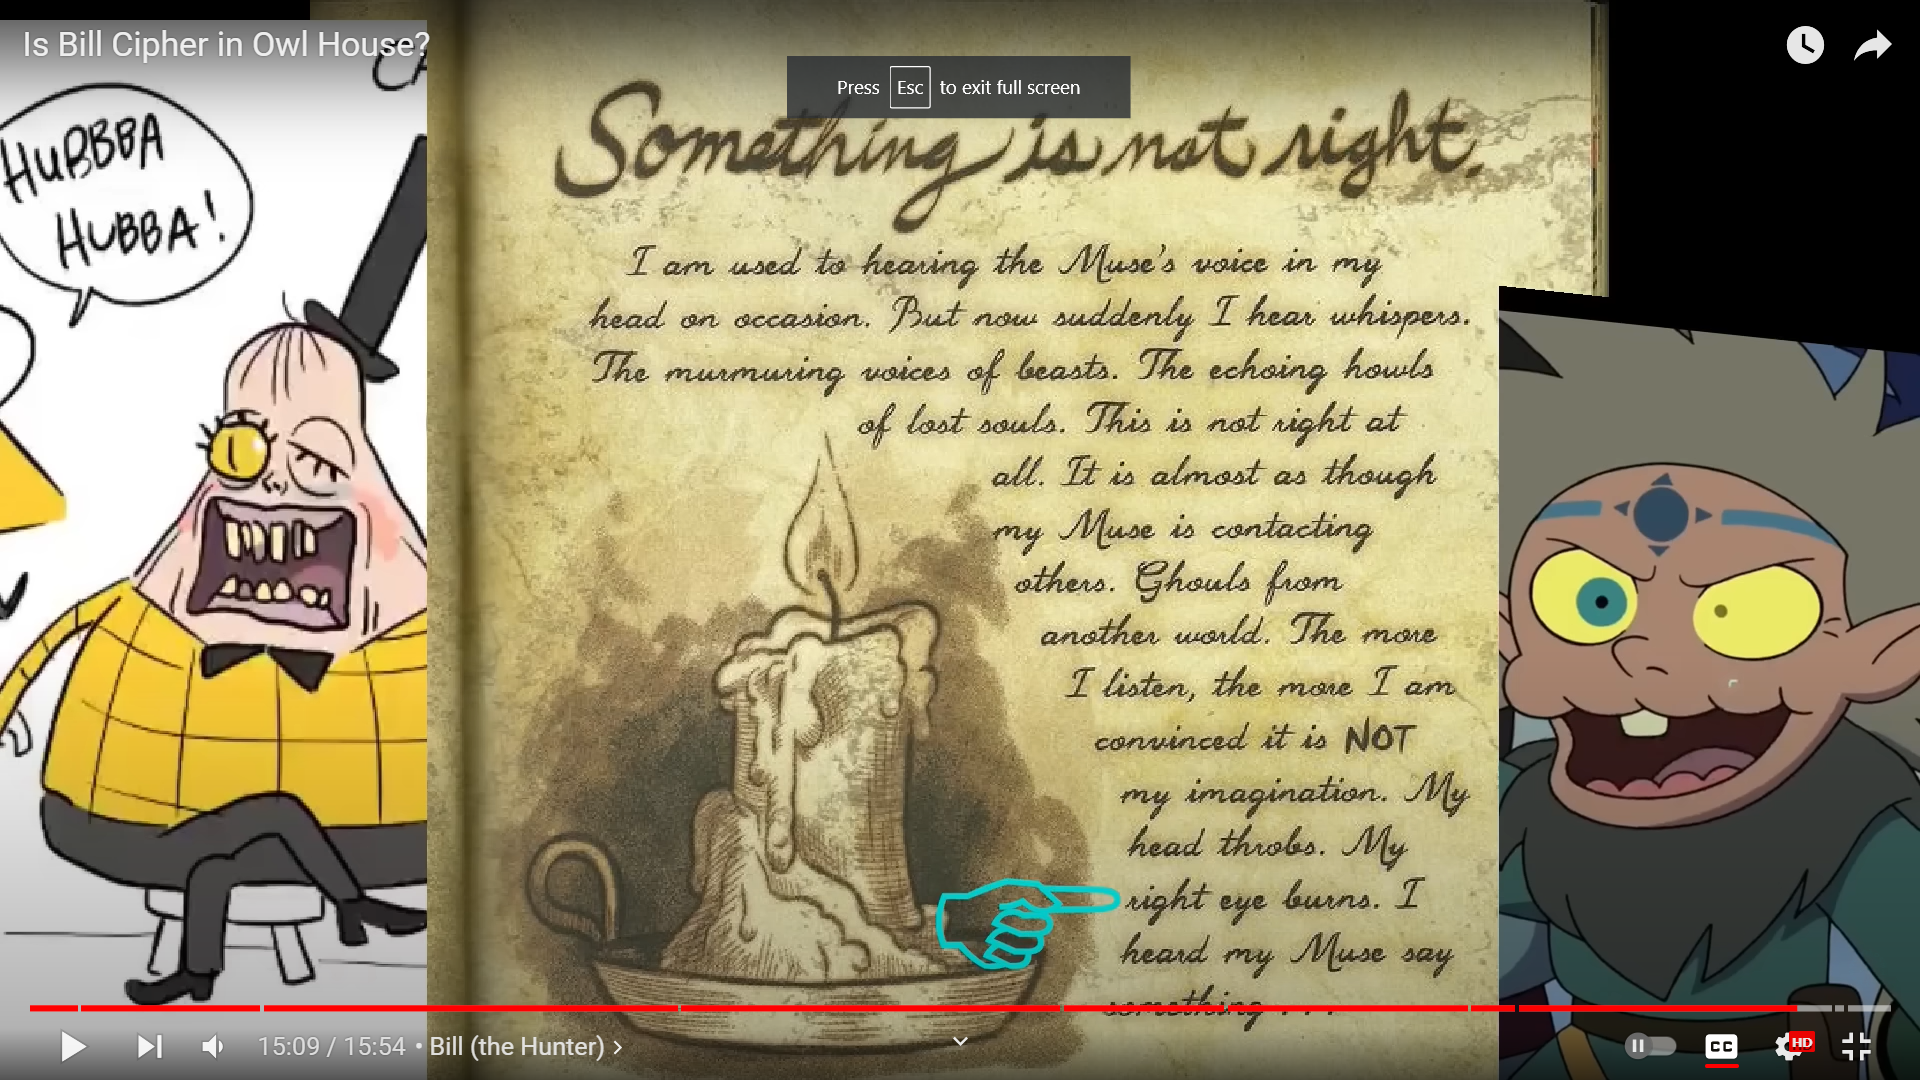 Is Bill Cipher in Owl House?
Press Esc to exit full screen
HuBBBA
HUBBA!
Something is not right.
I am used to hearing the Muse's voice in my
head on occasion. But now suddenly I hear whispers.
The murmuring voices of beasts. The echoing howls
of lost souls. This is not right at
all. It is almost as though
my Muse is contacting
others. Ghouls from
another world. The more
I listen, the more I am
convinced it is NOT
my imagination. My
head throbs. My
right eye burns. I
heard my Muse say
something ...
15:09 / 15:54 • Bill (the Hunter) >
CC
HD